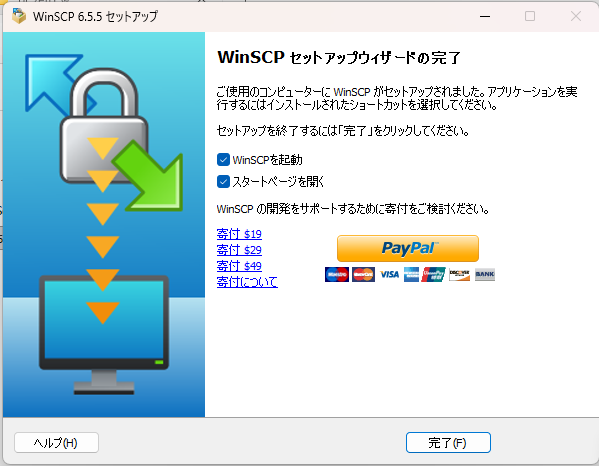 WinSCP 6.5.5 セットアップ
WinSCP セットアップウィザードの完了
ご使用のコンピューターに WinSCP がセットアップされました。アプリケーションを実
行するにはインストールされたショートカットを選択してください。
セットアップを終了するには「完了」をクリックしてください。
WinSCPを起動
スタートページを開く
WinSCP の開発をサポートするために寄付をご検討ください。
寄付 $19
寄付 $29
寄付 $49
寄付について
PayPal
Maestro MasterCard VISA UnionPay DISCOVER BANK
ヘルプ(H)
完了(F)